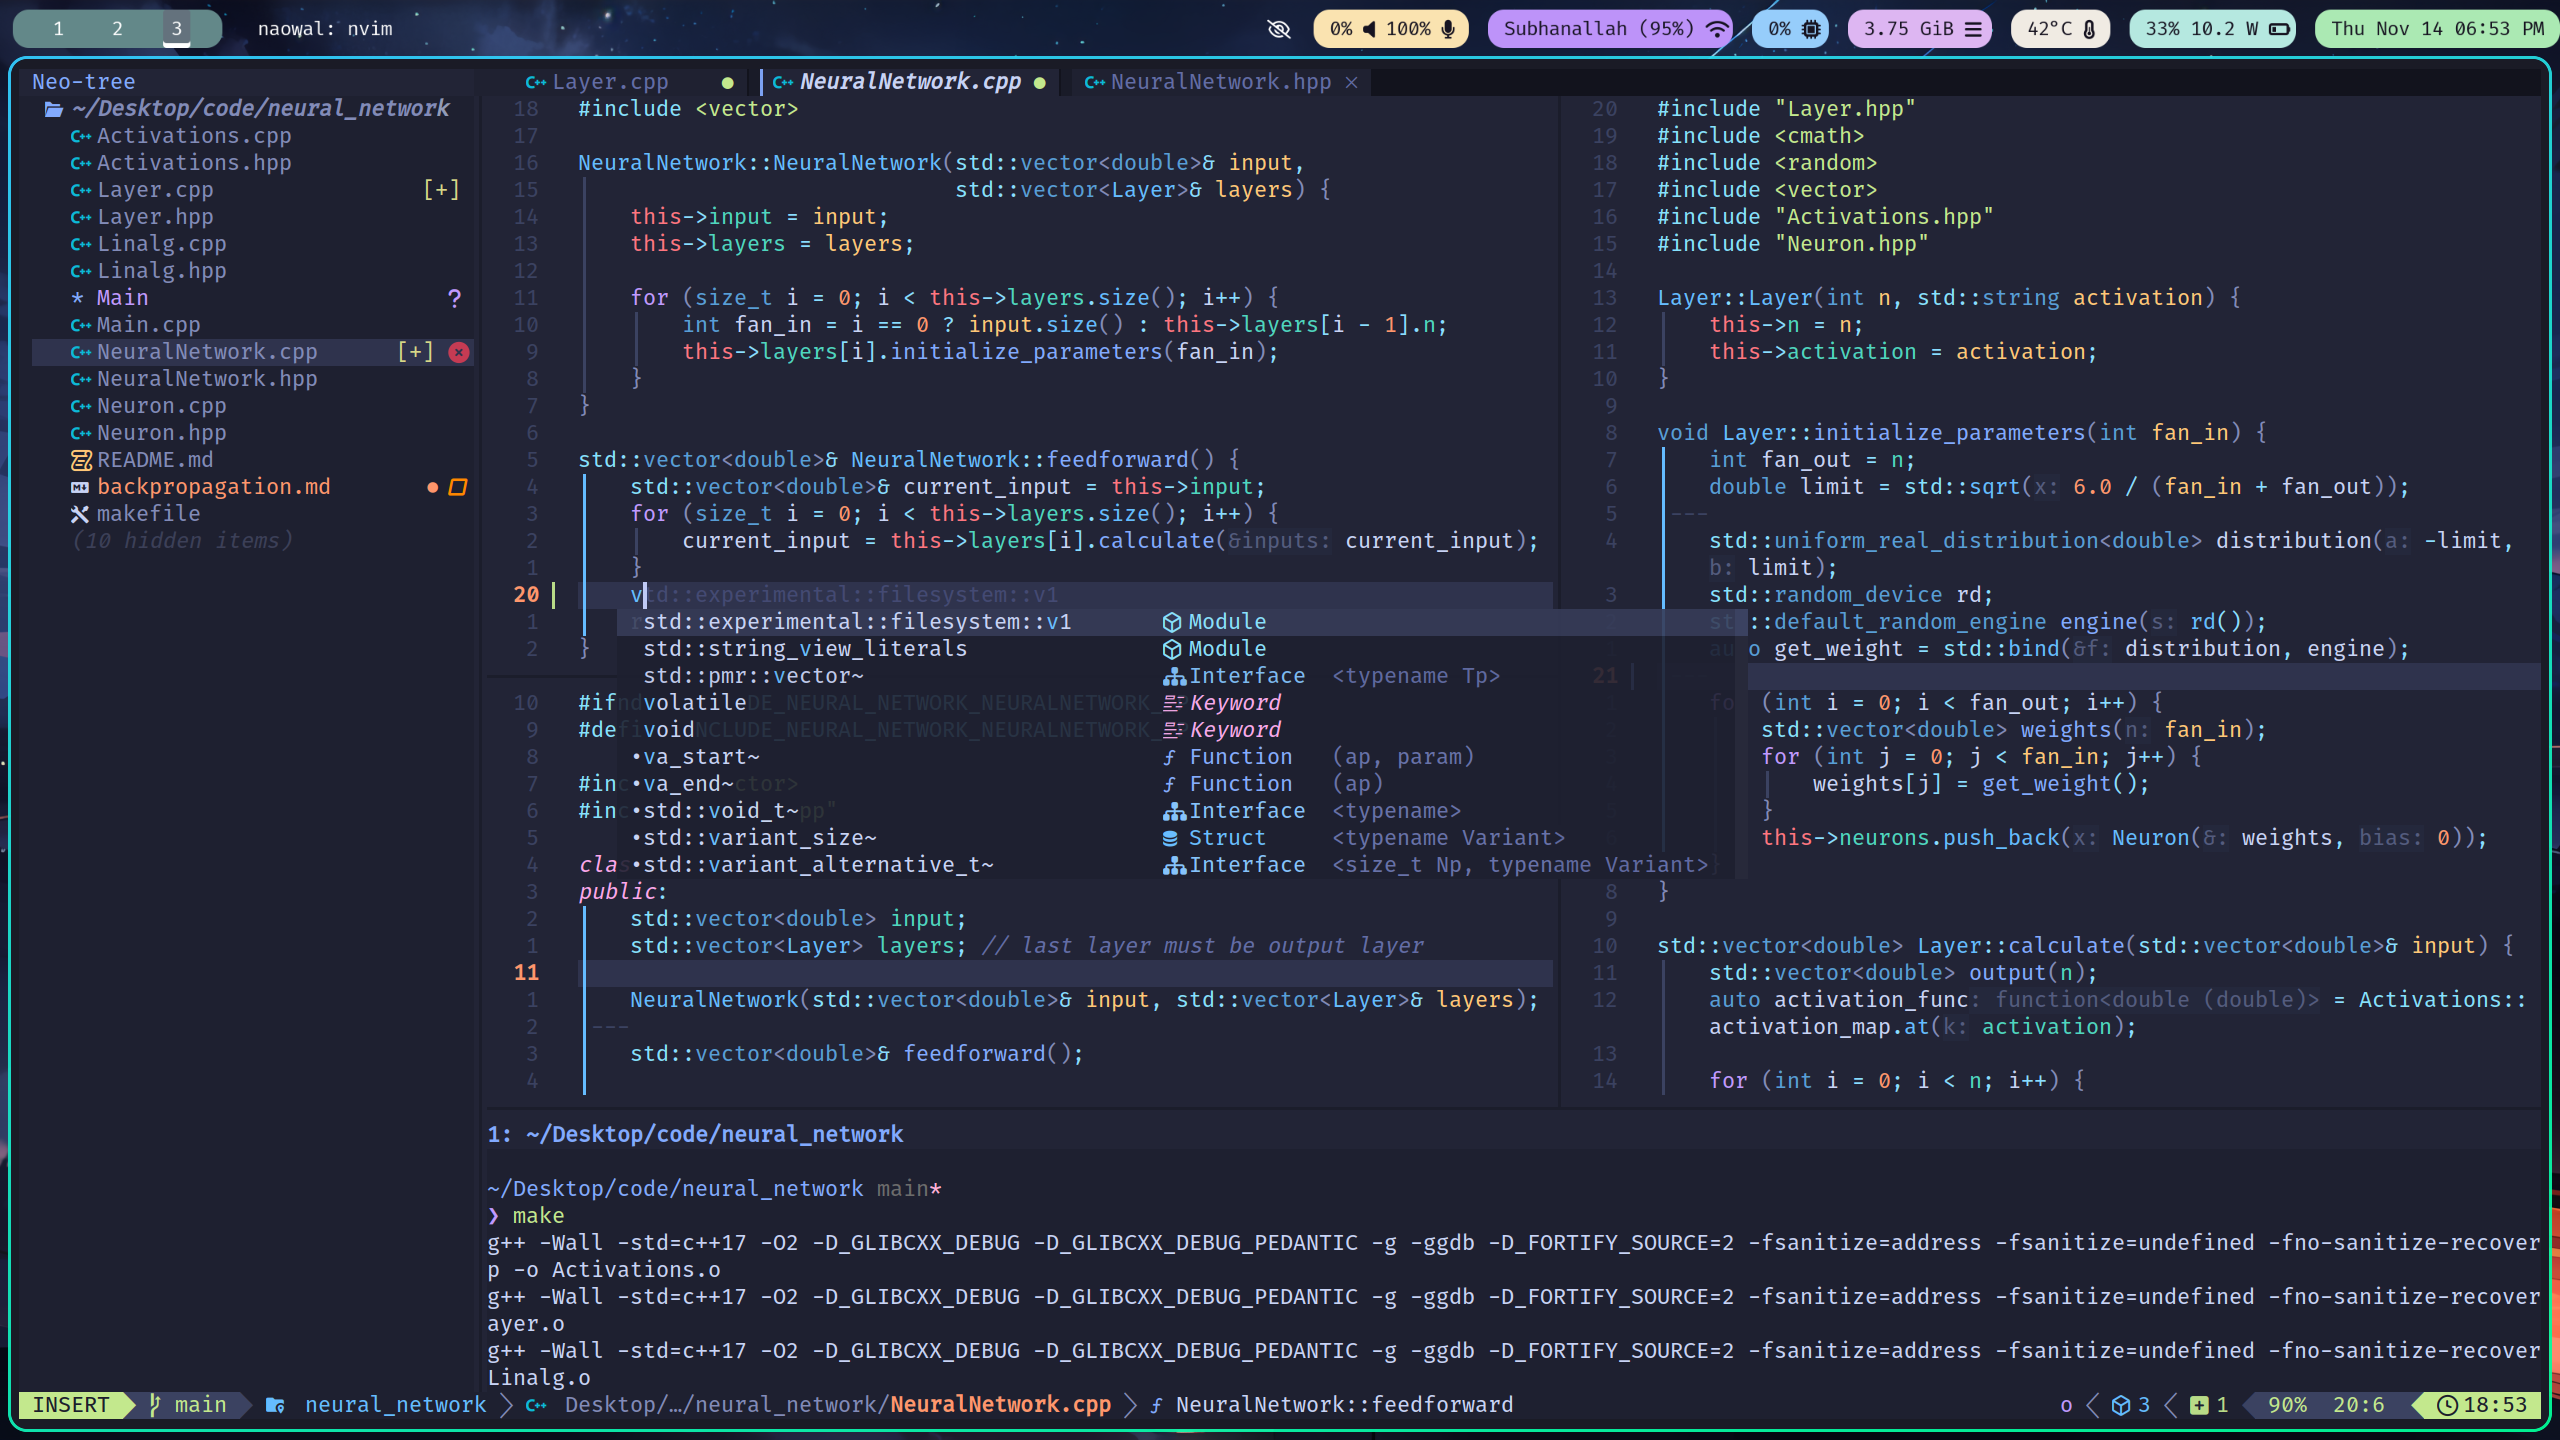 1 2 3 naowal: nvim 0% 100% Subhanallah (95%) 0% 3.75 GiB 42°C 33% 10.2 W Thu Nov 14 06:53 PM
Neo-tree
~/Desktop/code/neural_network
Activations.cpp
Activations.hpp
Layer.cpp [+]
Layer.hpp
Linalg.cpp
Linalg.hpp
* Main ?
Main.cpp
NeuralNetwork.cpp [+]
NeuralNetwork.hpp
Neuron.cpp
Neuron.hpp
README.md
backpropagation.md
makefile
(10 hidden items)
Layer.cpp NeuralNetwork.cpp NeuralNetwork.hpp
18 #include <vector>
17
16 NeuralNetwork::NeuralNetwork(std::vector<double>& input,
15 std::vector<Layer>& layers) {
14 this->input = input;
13 this->layers = layers;
12
11 for (size_t i = 0; i < this->layers.size(); i++) {
10 int fan_in = i == 0 ? input.size() : this->layers[i - 1].n;
9 this->layers[i].initialize_parameters(fan_in);
8 }
7 }
6
5 std::vector<double>& NeuralNetwork::feedforward() {
4 std::vector<double>& current_input = this->input;
3 for (size_t i = 0; i < this->layers.size(); i++) {
2 current_input = this->layers[i].calculate(&inputs: current_input);
1 }
20 vtd::experimental::filesystem::v1
1
2 }
std::experimental::filesystem::v1 Module
std::string_view_literals Module
std::pmr::vector~ Interface <typename Tp>
volatile Keyword
void Keyword
•va_start~ Function (ap, param)
•va_end~ Function (ap)
•std::void_t~ Interface <typename>
•std::variant_size~ Struct <typename Variant>
•std::variant_alternative_t~ Interface <size_t Np, typename Variant>
10 #ifndDE_NEURAL_NETWORK_NEURALNETWORK_
9 #defiNCLUDE_NEURAL_NETWORK_NEURALNETWORK_
8
7 #inc ctor>
6 #inc pp"
5
4 clas
3 public:
2 std::vector<double> input;
1 std::vector<Layer> layers; // last layer must be output layer
11
1 NeuralNetwork(std::vector<double>& input, std::vector<Layer>& layers);
2 ---
3 std::vector<double>& feedforward();
4
20 #include "Layer.hpp"
19 #include <cmath>
18 #include <random>
17 #include <vector>
16 #include "Activations.hpp"
15 #include "Neuron.hpp"
14
13 Layer::Layer(int n, std::string activation) {
12 this->n = n;
11 this->activation = activation;
10 }
9
8 void Layer::initialize_parameters(int fan_in) {
7 int fan_out = n;
6 double limit = std::sqrt(x: 6.0 / (fan_in + fan_out));
5 ---
4 std::uniform_real_distribution<double> distribution(a: -limit,
b: limit);
3 std::random_device rd;
st::default_random_engine engine(s: rd());
auo get_weight = std::bind(&f: distribution, engine);
21
fo (int i = 0; i < fan_out; i++) {
std::vector<double> weights(n: fan_in);
for (int j = 0; j < fan_in; j++) {
weights[j] = get_weight();
}
this->neurons.push_back(x: Neuron(&: weights, bias: 0));
}
8 }
9
10 std::vector<double> Layer::calculate(std::vector<double>& input) {
11 std::vector<double> output(n);
12 auto activation_func: function<double (double)> = Activations::
activation_map.at(k: activation);
13
14 for (int i = 0; i < n; i++) {
1: ~/Desktop/code/neural_network
~/Desktop/code/neural_network main*
❯ make
g++ -Wall -std=c++17 -O2 -D_GLIBCXX_DEBUG -D_GLIBCXX_DEBUG_PEDANTIC -g -ggdb -D_FORTIFY_SOURCE=2 -fsanitize=address -fsanitize=undefined -fno-sanitize-recover
p -o Activations.o
g++ -Wall -std=c++17 -O2 -D_GLIBCXX_DEBUG -D_GLIBCXX_DEBUG_PEDANTIC -g -ggdb -D_FORTIFY_SOURCE=2 -fsanitize=address -fsanitize=undefined -fno-sanitize-recover
ayer.o
g++ -Wall -std=c++17 -O2 -D_GLIBCXX_DEBUG -D_GLIBCXX_DEBUG_PEDANTIC -g -ggdb -D_FORTIFY_SOURCE=2 -fsanitize=address -fsanitize=undefined -fno-sanitize-recover
Linalg.o
INSERT main neural_network Desktop/…/neural_network/NeuralNetwork.cpp NeuralNetwork::feedforward o 3 1 90% 20:6 18:53